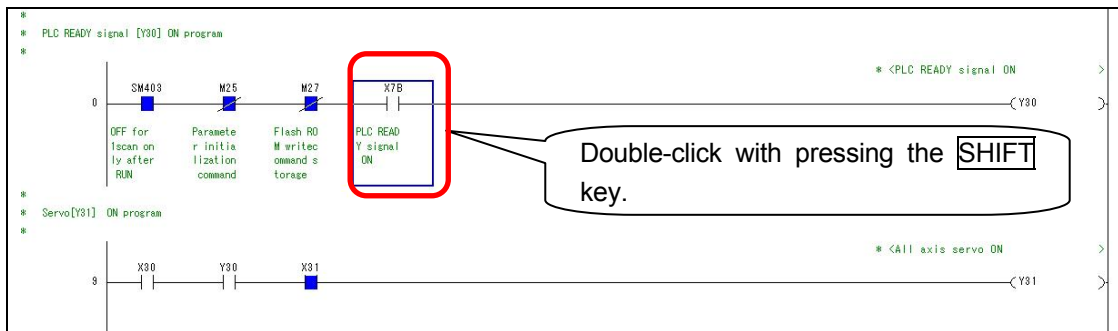 *
* PLC READY signal [Y30] ON program
*
* <PLC READY signal ON >
SM403 M25 M27 X7B
0 ( Y30 )
OFF for Paramete Flash RO PLC READ
1scan on r initia M writec Y signal
ly after lization ommand s ON
RUN command torage
Double-click with pressing the SHIFT
key.
*
* Servo[Y31] ON program
*
* <All axis servo ON >
X30 Y30 X31
9 ( Y31 )